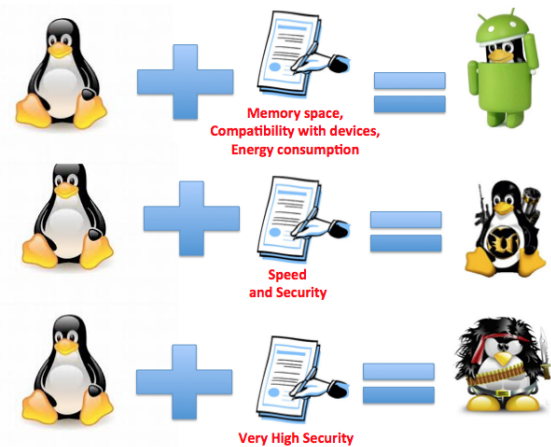 Memory space,
Compatibility with devices,
Energy consumption
Speed
and Security
Very High Security